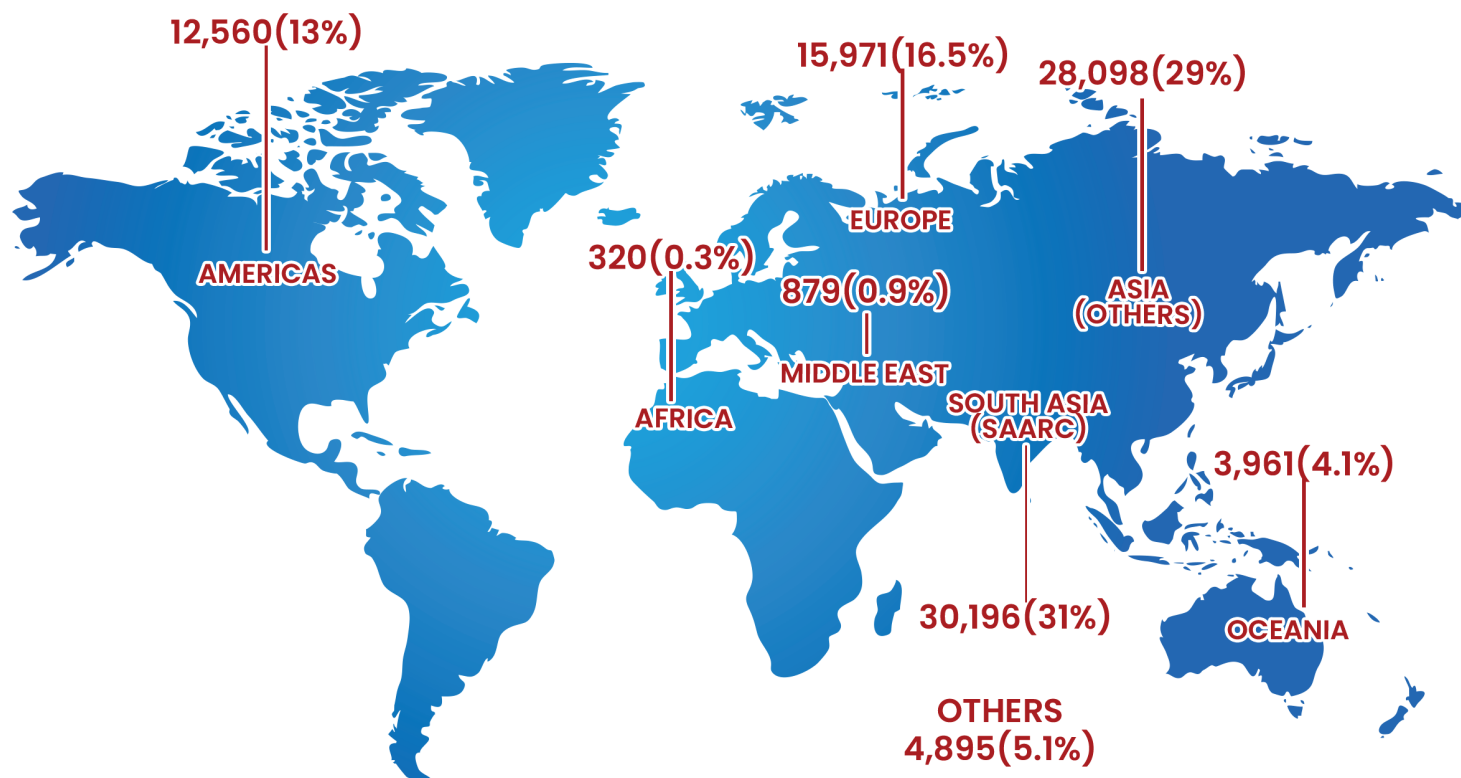 12,560(13%)
AMERICAS
15,971(16.5%)
EUROPE
28,098(29%)
ASIA
(OTHERS)
320(0.3%)
AFRICA
879(0.9%)
MIDDLE EAST
SOUTH ASIA
(SAARC)
30,196(31%)
3,961(4.1%)
OCEANIA
OTHERS
4,895(5.1%)